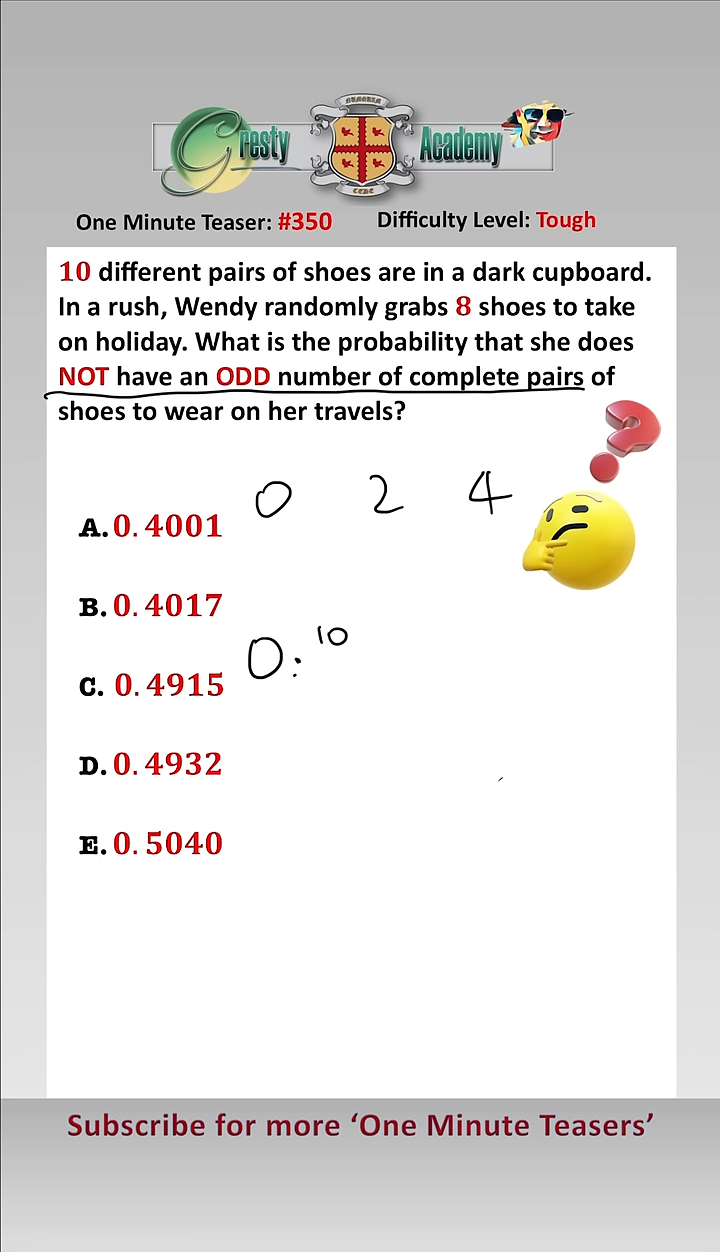 NUMQUAM
Gresty
Academy
CEDE
One Minute Teaser: #350 Difficulty Level: Tough
10 different pairs of shoes are in a dark cupboard.
In a rush, Wendy randomly grabs 8 shoes to take
on holiday. What is the probability that she does
NOT have an ODD number of complete pairs of
shoes to wear on her travels?
0 2 4
A. 0.4001
B. 0.4017
0: 10
C. 0.4915
D. 0.4932
E. 0.5040
Subscribe for more ‘One Minute Teasers’